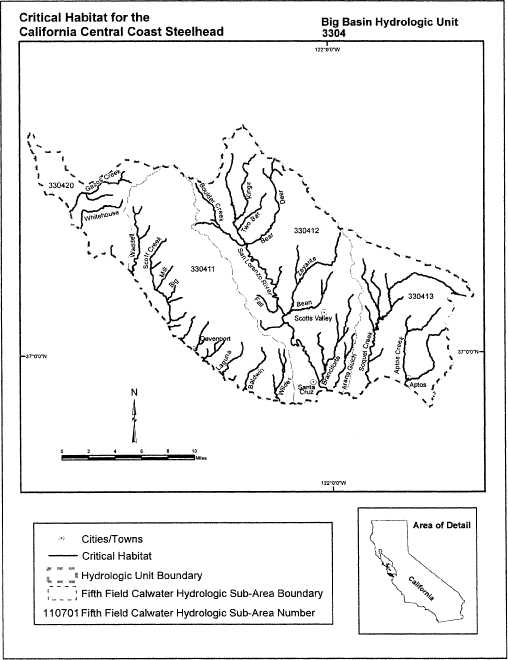 Critical Habitat for the
California Central Coast Steelhead
Big Basin Hydrologic Unit
3304
122°0'0"W
330420
Gazos Creek
Whitehouse
Waddell
Scott Creek
Mill
Big
330411
Boulder Creek
Kings
Two Bar
Bear
Deer
330412
San Lorenzo River
Zayante
Fall
Bean
Scotts Valley
330413
Davenport
Laguna
Baldwin
Wilder
Santa
Cruz
Branciforte
Arana Gulch
Soquel Creek
Aptos Creek
Aptos
37°0'0"N
37°0'0"N
N
0 2 4 6 8 10
Miles
122°0'0"W
Cities/Towns
Critical Habitat
Hydrologic Unit Boundary
Fifth Field Calwater Hydrologic Sub-Area Boundary
110701 Fifth Field Calwater Hydrologic Sub-Area Number
Area of Detail
California